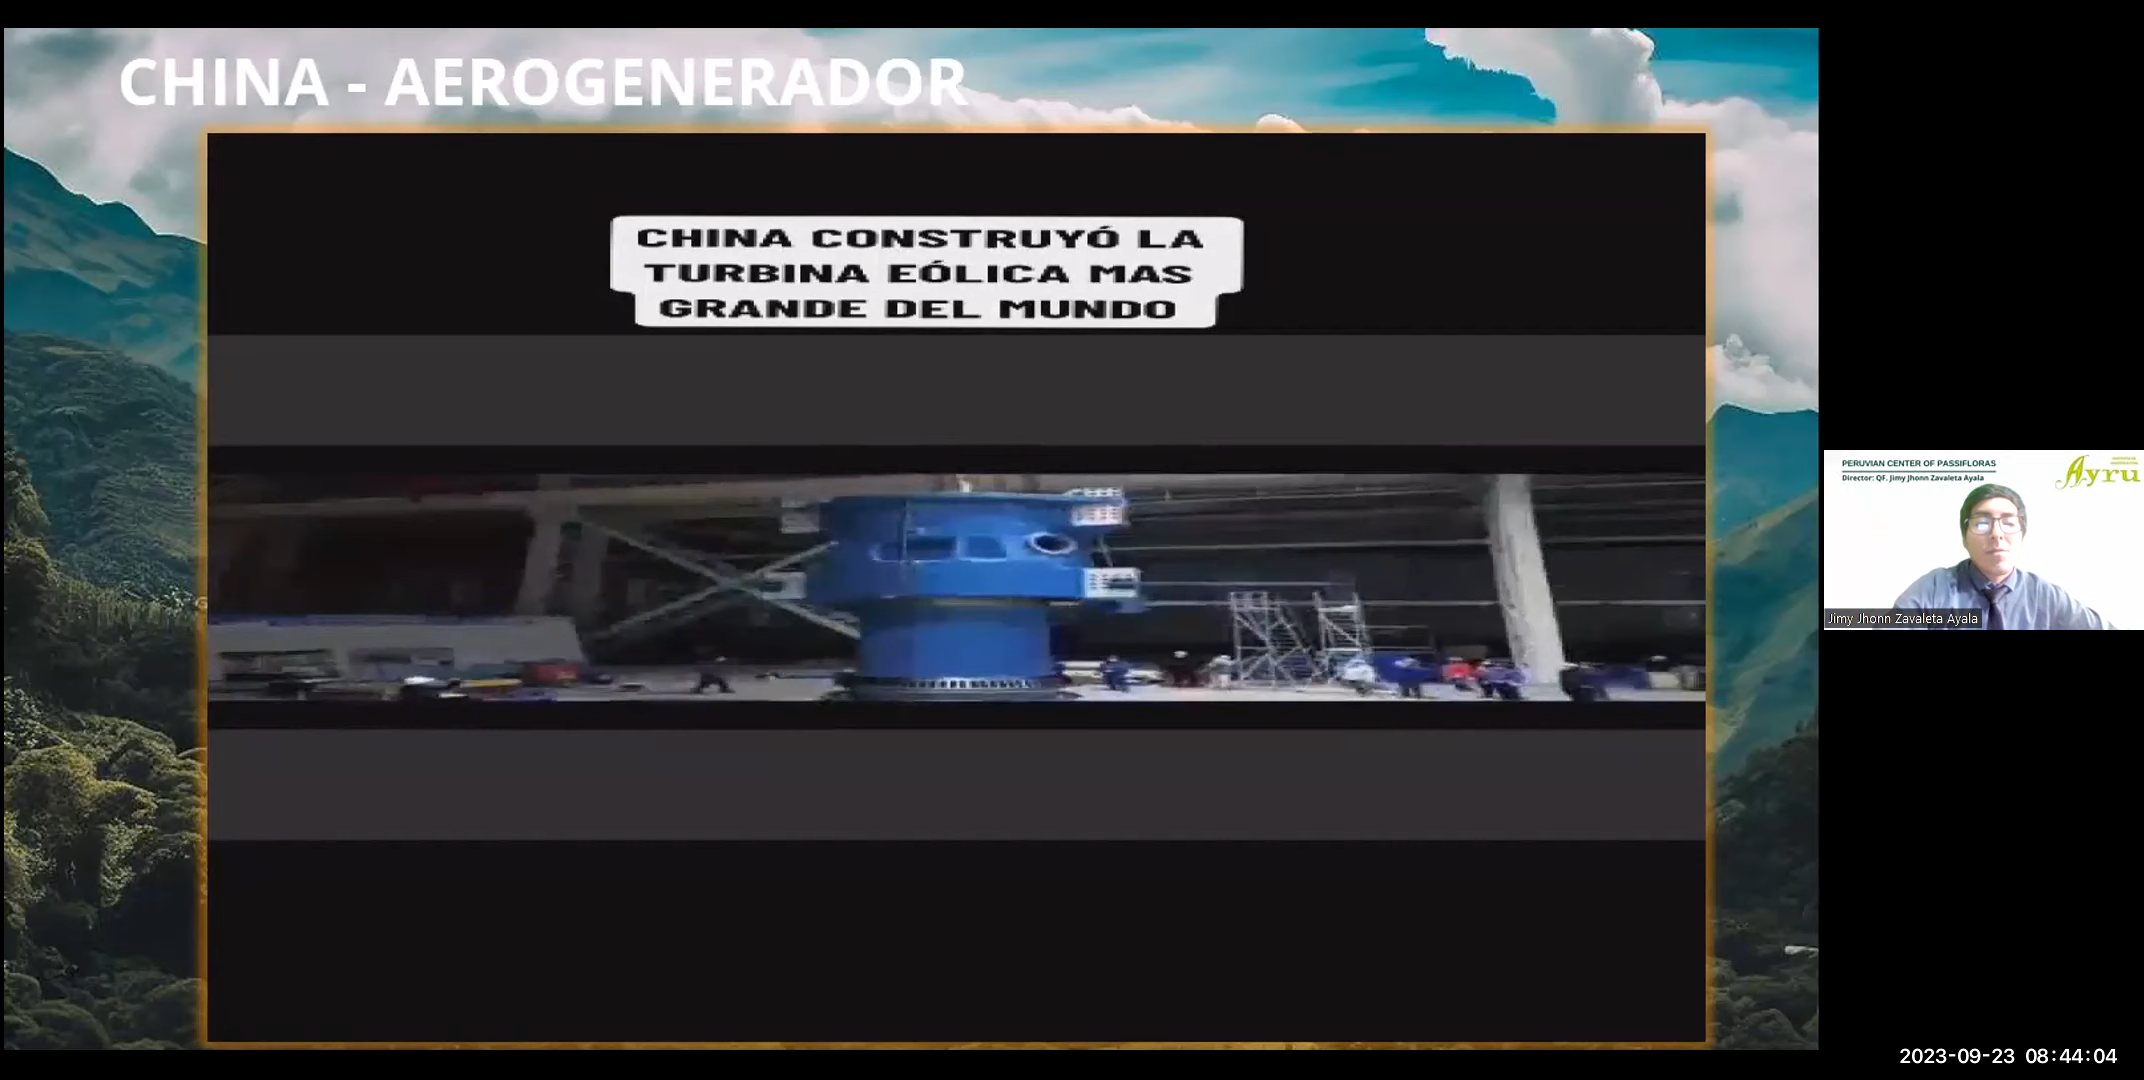 CHINA - AEROGENERADOR
CHINA CONSTRUYÓ LA
TURBINA EÓLICA MAS
GRANDE DEL MUNDO
PERUVIAN CENTER OF PASSIFLORAS
Director: QF. Jimy Jhonn Zavaleta Ayala
Ayru
Jimy Jhonn Zavaleta Ayala
2023-09-23 08:44:04